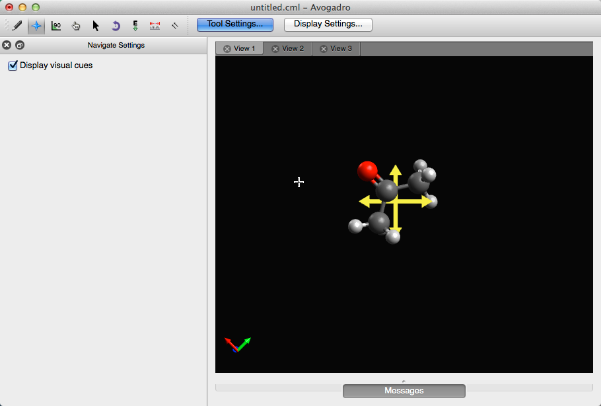 untitled.cml – Avogadro
90 E Tool Settings... Display Settings...
Navigate Settings
View 1 View 2 View 3
Display visual cues
Messages